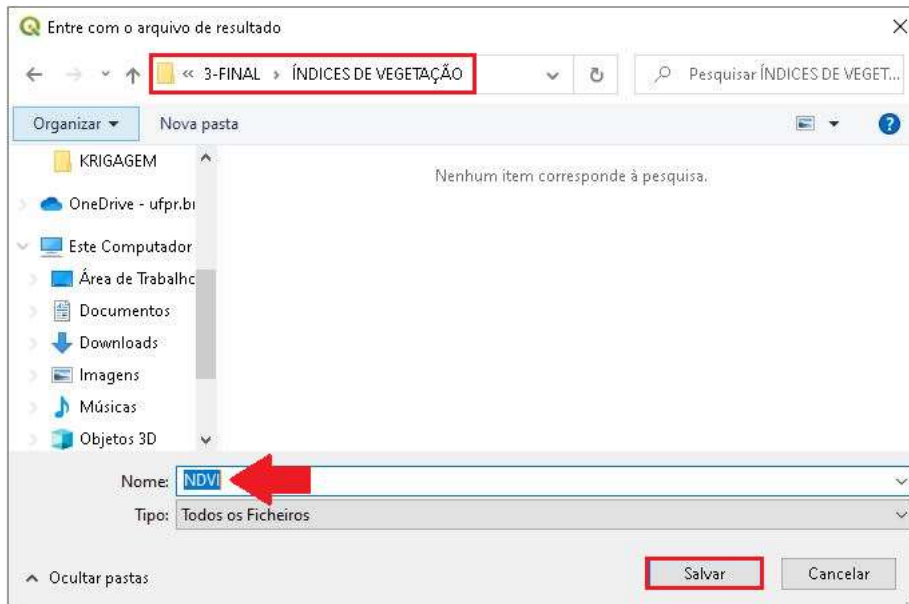 Entre com o arquivo de resultado
« 3-FINAL › ÍNDICES DE VEGETAÇÃO
Pesquisar ÍNDICES DE VEGET...
Organizar
Nova pasta
KRIGAGEM
Nenhum item corresponde à pesquisa.
OneDrive - ufpr.br
Este Computador
Área de Trabalho
Documentos
Downloads
Imagens
Músicas
Objetos 3D
Nome: NDVI
Tipo: Todos os Ficheiros
Ocultar pastas
Salvar
Cancelar